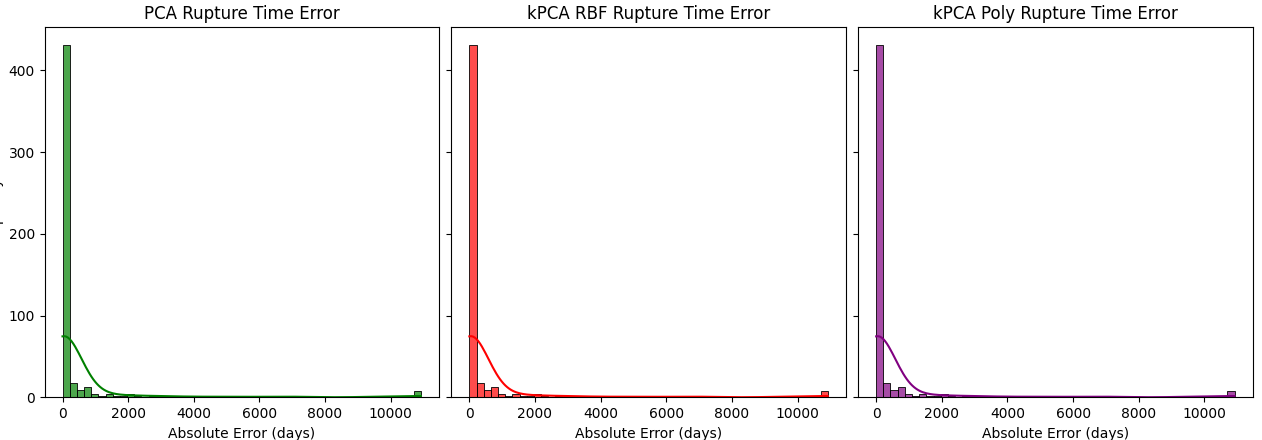 PCA Rupture Time Error
kPCA RBF Rupture Time Error
kPCA Poly Rupture Time Error
400
300
200
100
0
0 2000 4000 6000 8000 10000
0 2000 4000 6000 8000 10000
0 2000 4000 6000 8000 10000
Absolute Error (days)
Absolute Error (days)
Absolute Error (days)